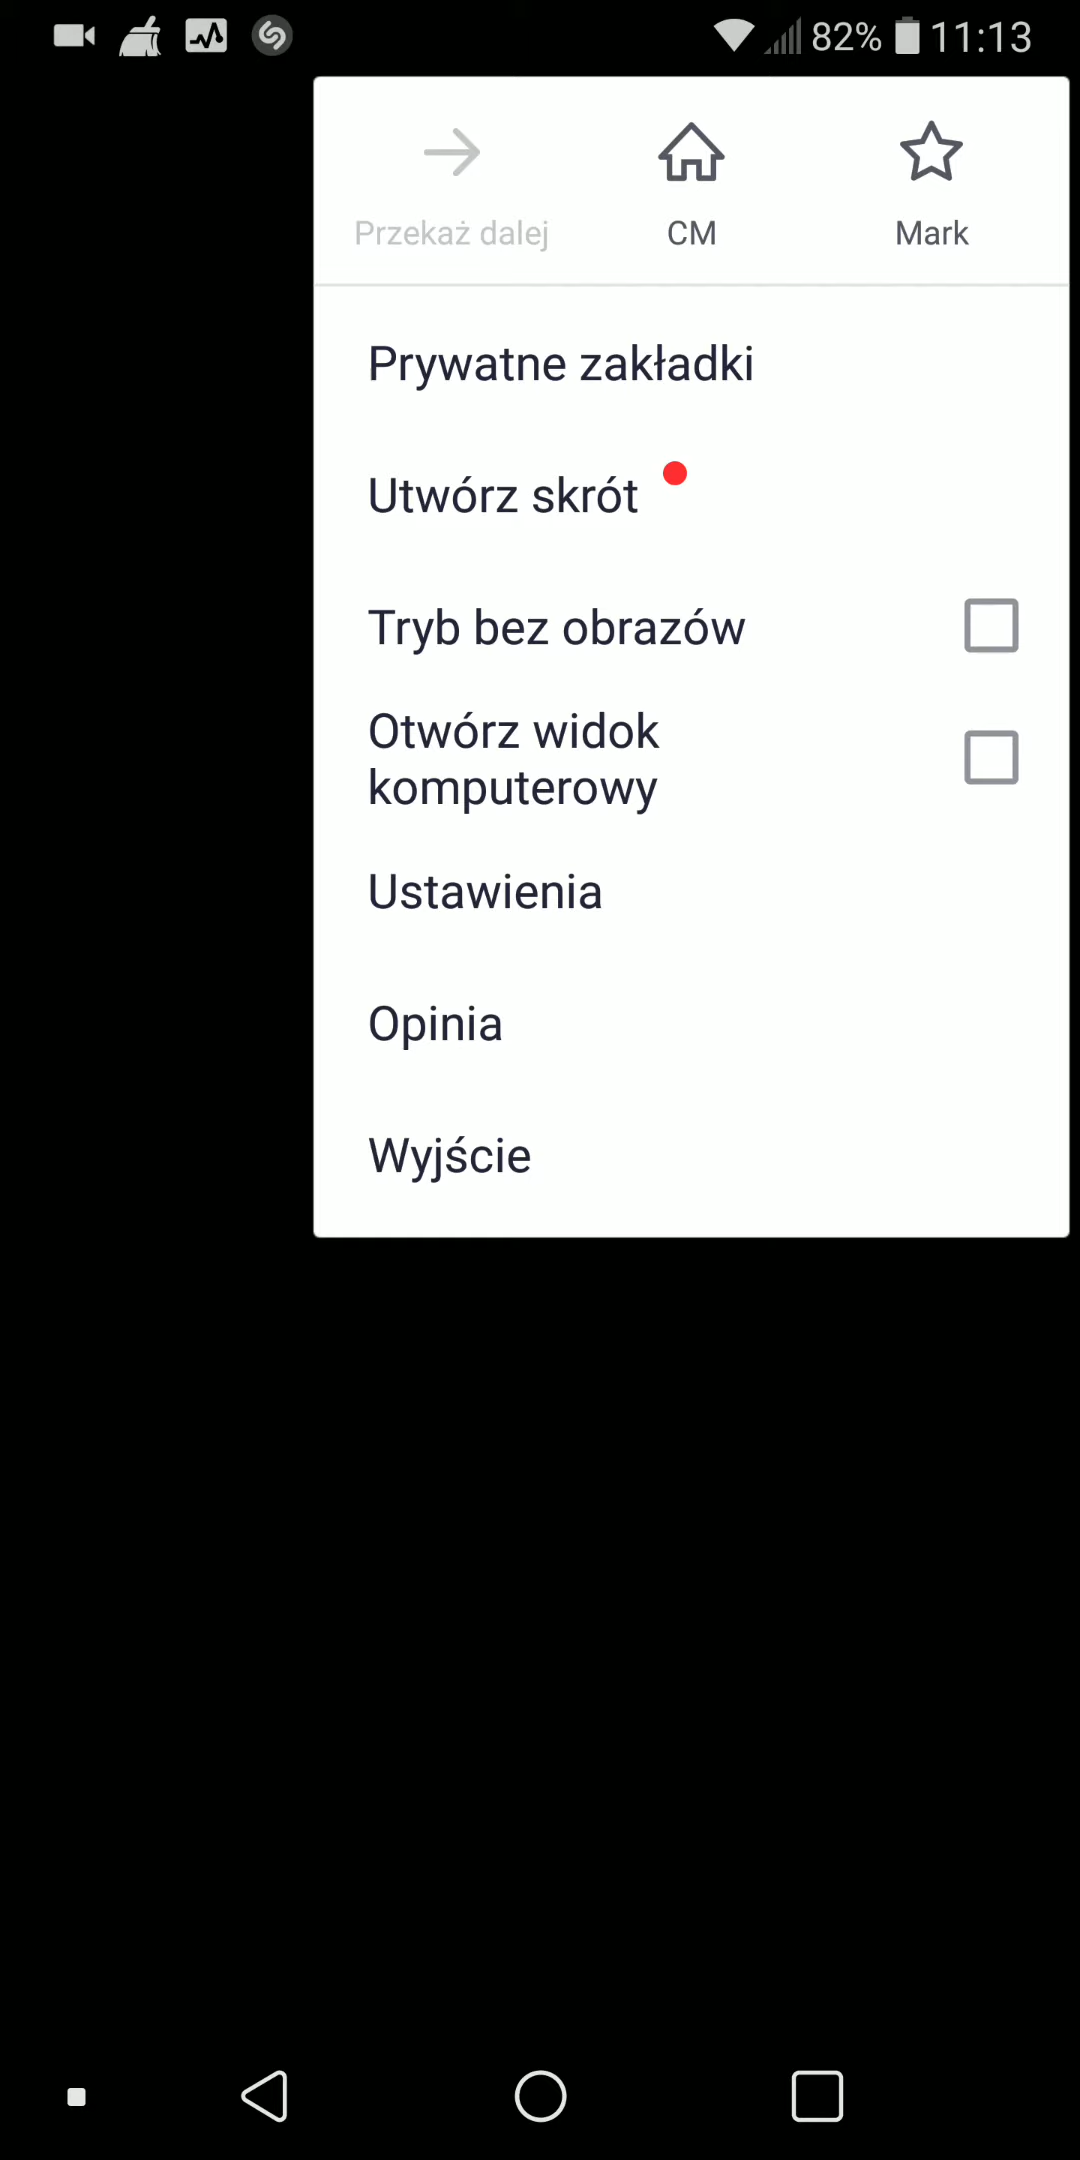 82% 11:13
Przekaż dalej CM Mark
Prywatne zakładki
Utwórz skrót
Tryb bez obrazów
Otwórz widok
komputerowy
Ustawienia
Opinia
Wyjście